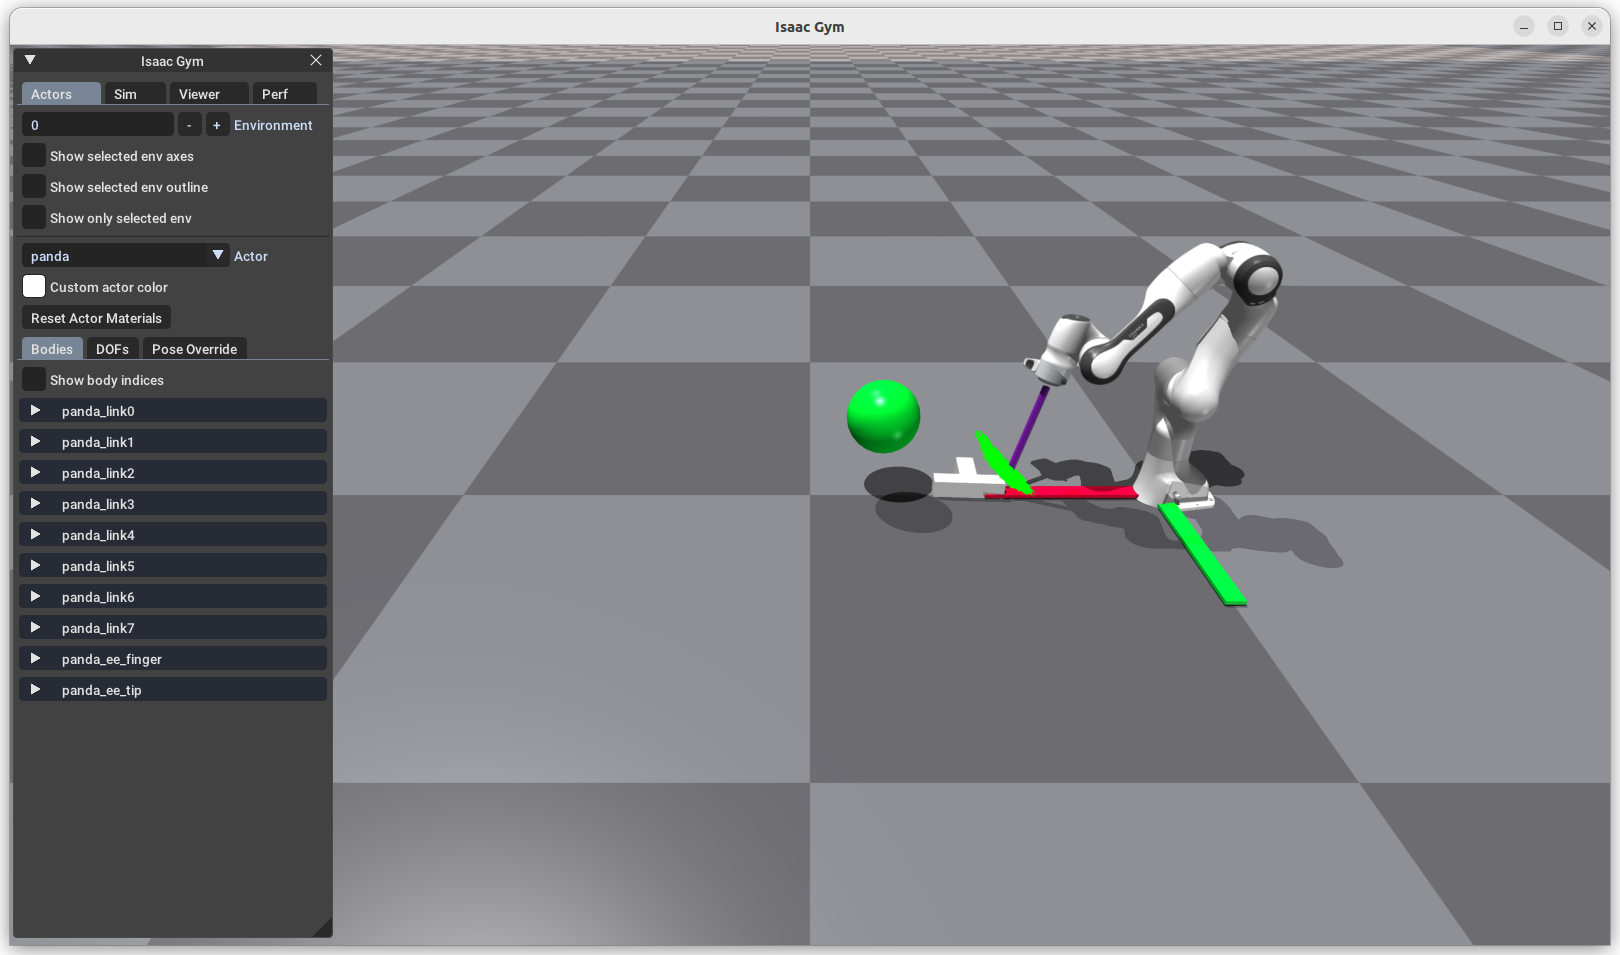 Isaac Gym
Isaac Gym
Actors Sim Viewer Perf
0 - + Environment
Show selected env axes
Show selected env outline
Show only selected env
panda Actor
Custom actor color
Reset Actor Materials
Bodies DOFs Pose Override
Show body indices
panda_link0
panda_link1
panda_link2
panda_link3
panda_link4
panda_link5
panda_link6
panda_link7
panda_ee_finger
panda_ee_tip